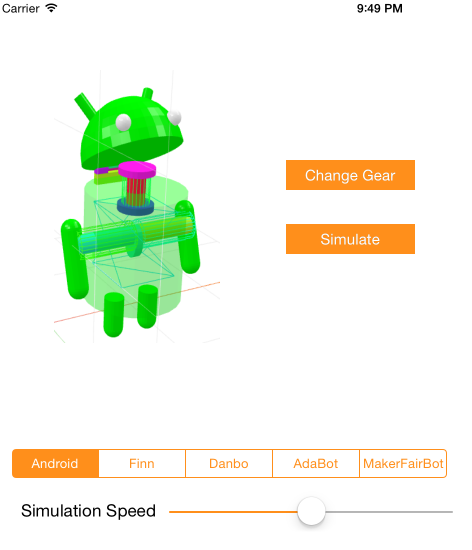 Carrier 9:49 PM
Change Gear
Simulate
Android Finn Danbo AdaBot MakerFairBot
Simulation Speed